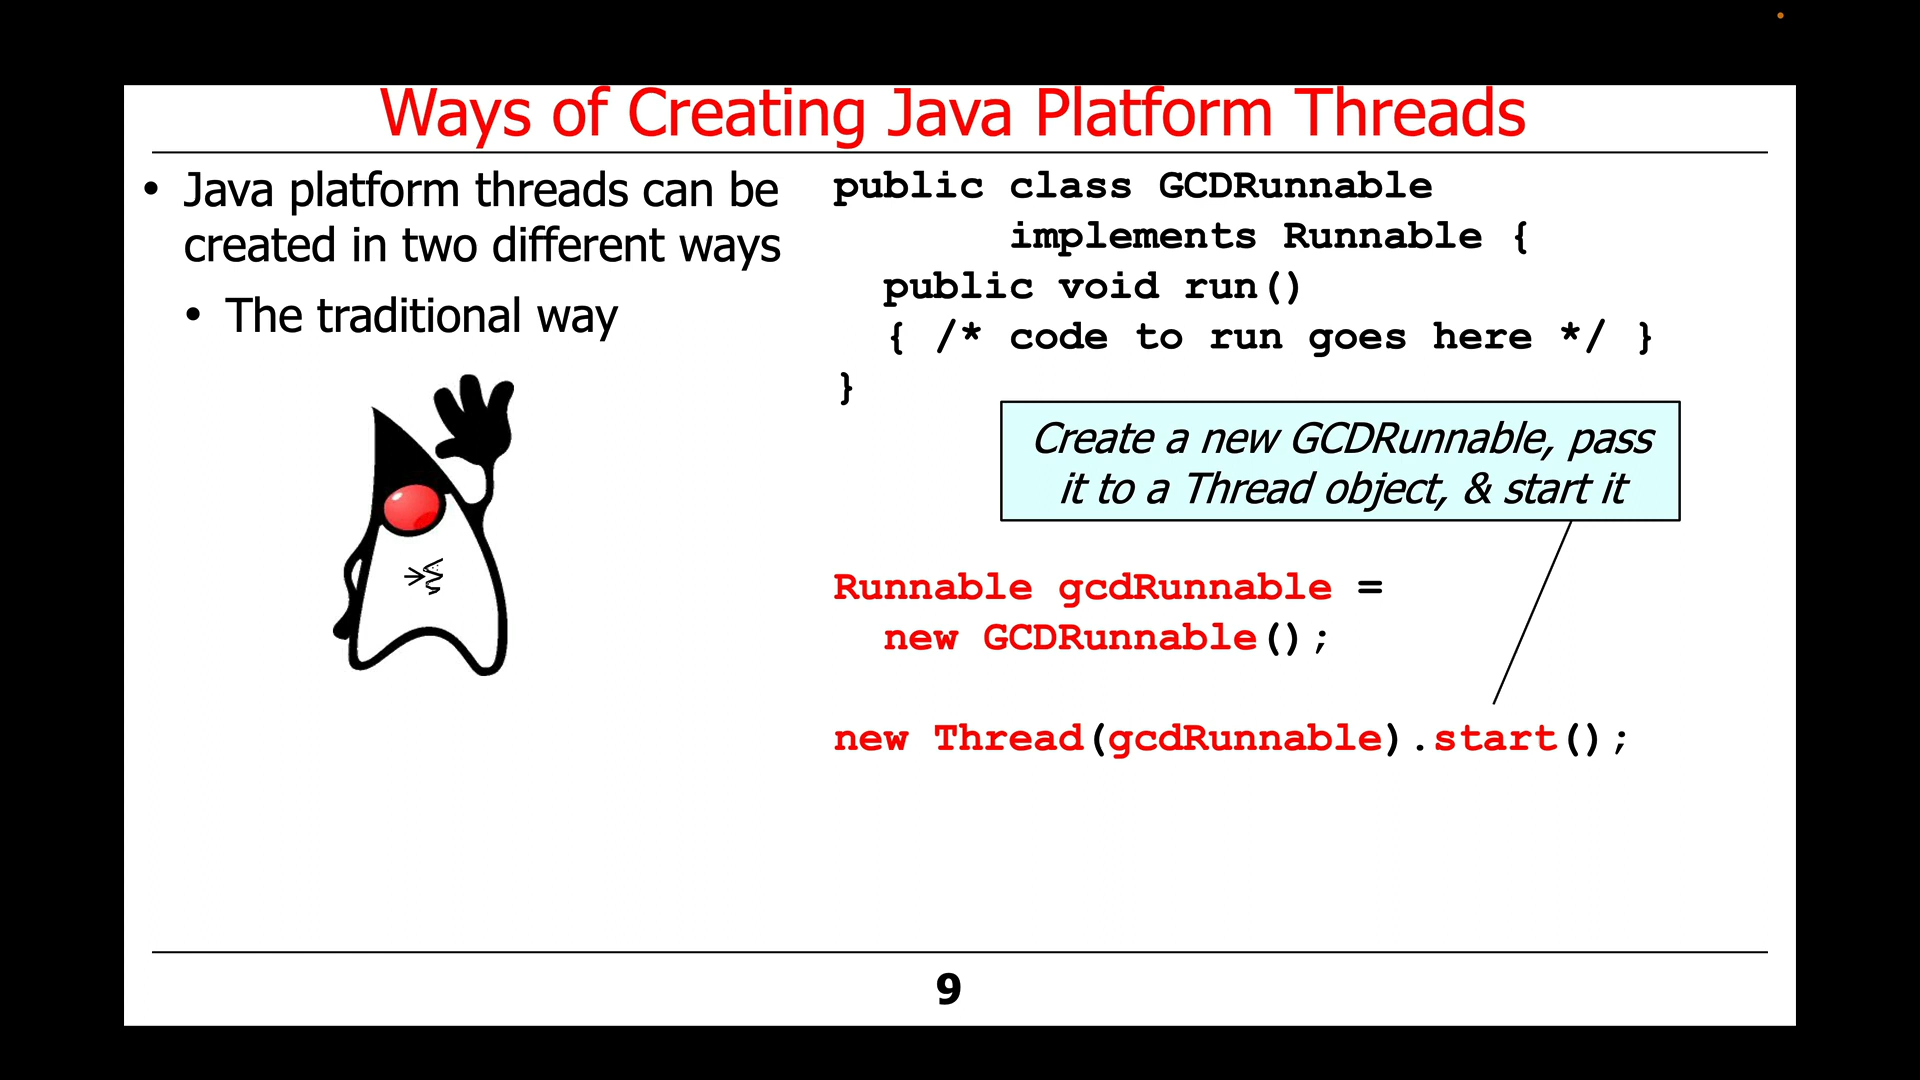 Ways of Creating Java Platform Threads
• Java platform threads can be
created in two different ways
• The traditional way
public class GCDRunnable
implements Runnable {
public void run()
{ /* code to run goes here */ }
}
Create a new GCDRunnable, pass
it to a Thread object, & start it
Runnable gcdRunnable =
new GCDRunnable();
new Thread(gcdRunnable).start();
9